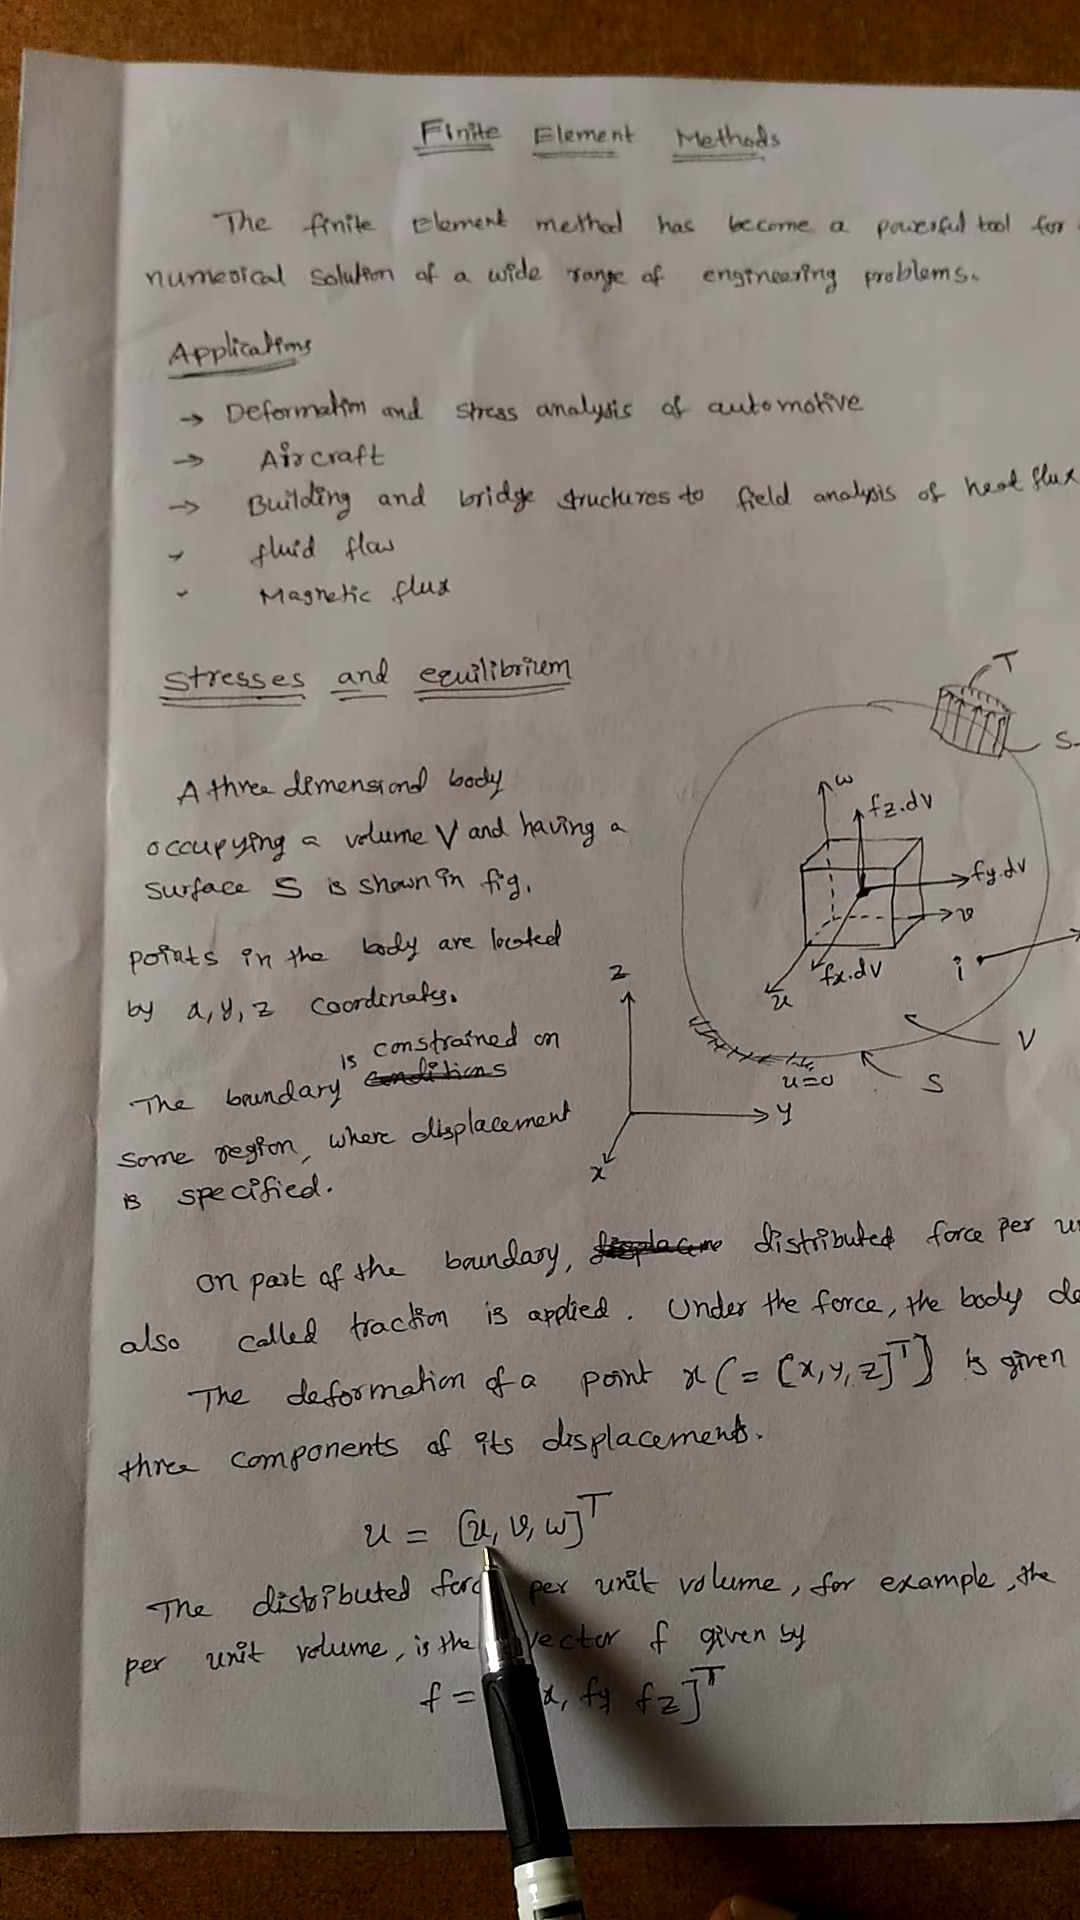 Finite Element Methods
The finite Element method has become a powerful tool for
numerical solution of a wide range of engineering problems.
Applications
→ Deformation and stress analysis of automotive
→ Aircraft
→ Building and bridge structures to field analysis of heat flux
fluid flow
Magnetic flux
Stresses and equilibrium
A three dimensional body
occupying a volume V and having a
surface S is shown in fig.
points in the body are located
by x, y, z coordinates.
is constrained on
The boundary conditions
some region, where displacement
is specified.
T
S
w
fz.dV
fy.dV
v
fx.dV
u
i
V
S
u=0
z
y
x
on part of the boundary, distributed force per
also called traction is applied. Under the force, the body
The deformation of a point x (= [x, y, z]ᵀ) is given
three components of its displacements.
u = [u, v, w]ᵀ
The distributed per unit volume, for example, the
per unit volume, is the vector f given by
f = x, fy fz]ᵀ